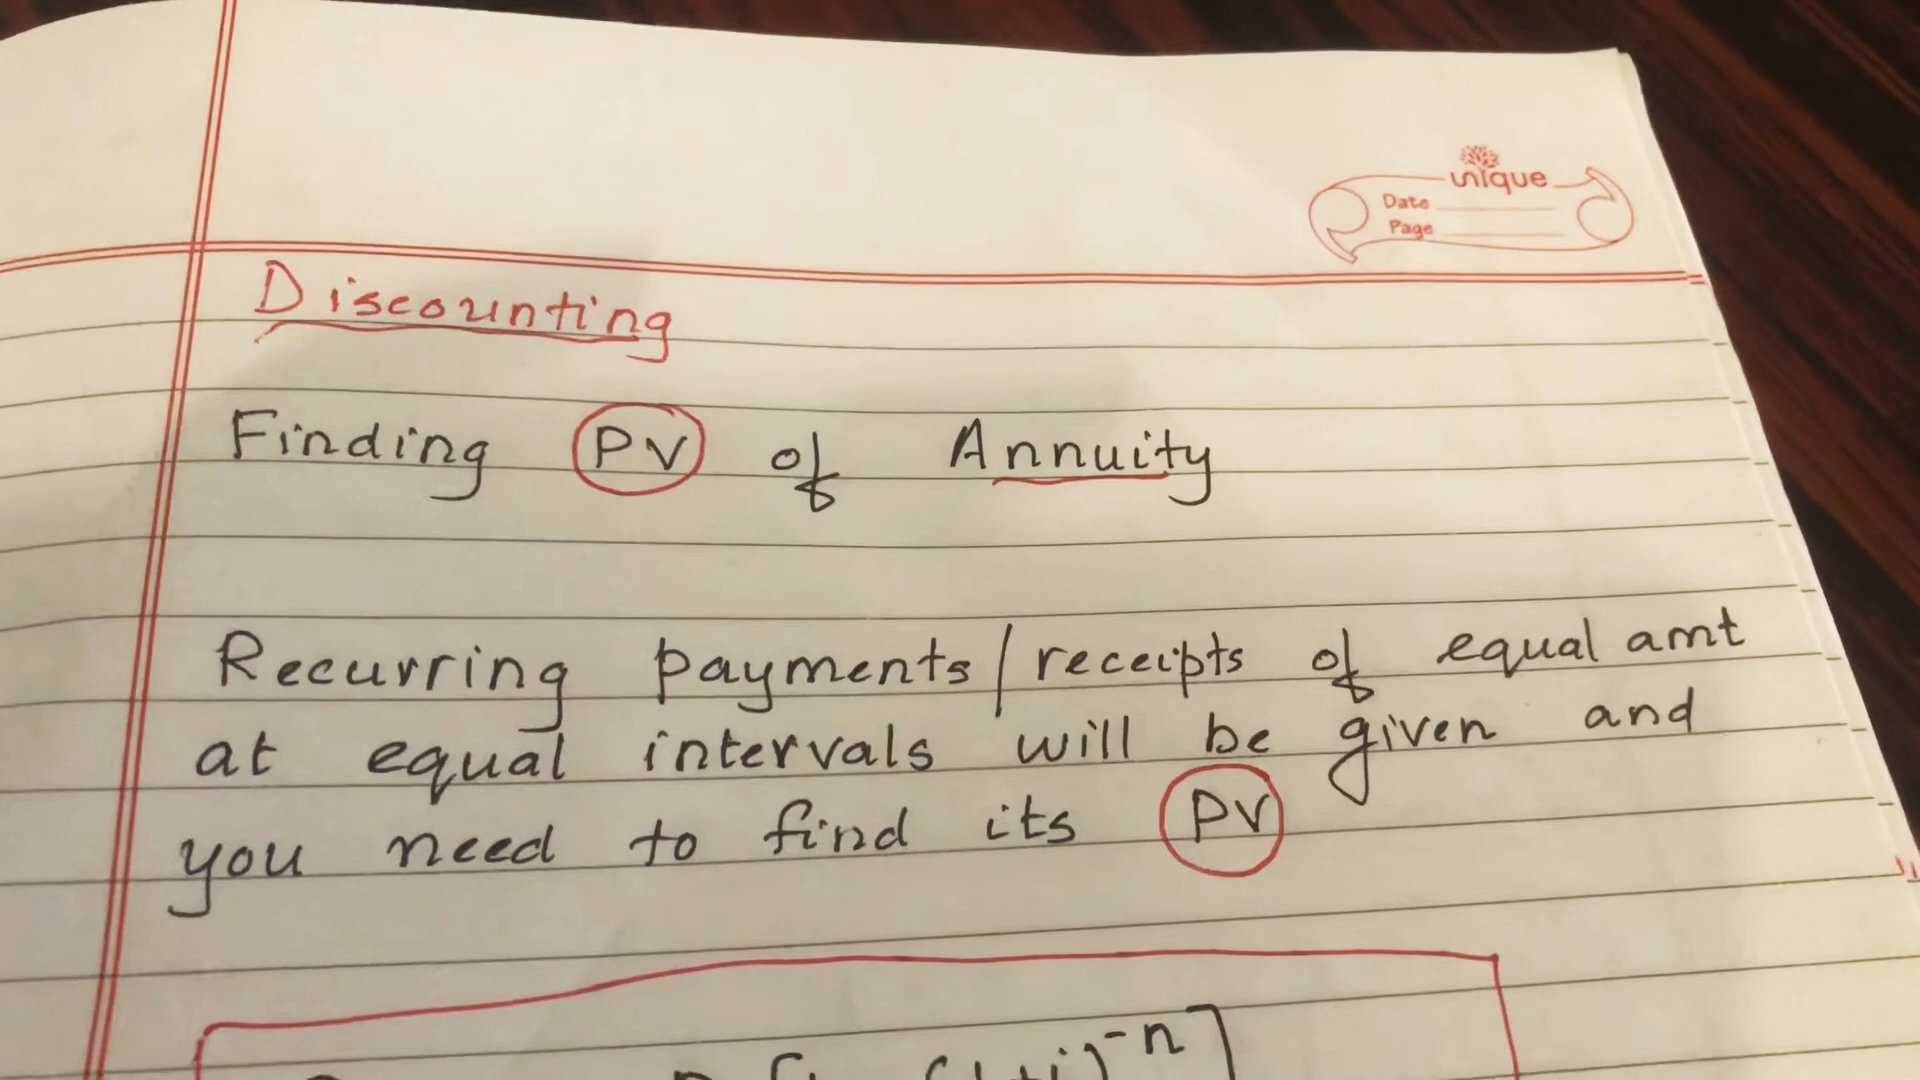 unique
Date
Page
Discounting
Finding PV of Annuity
Recurring payments/receipts of equal amt
at equal intervals will be given and
you need to find its PV